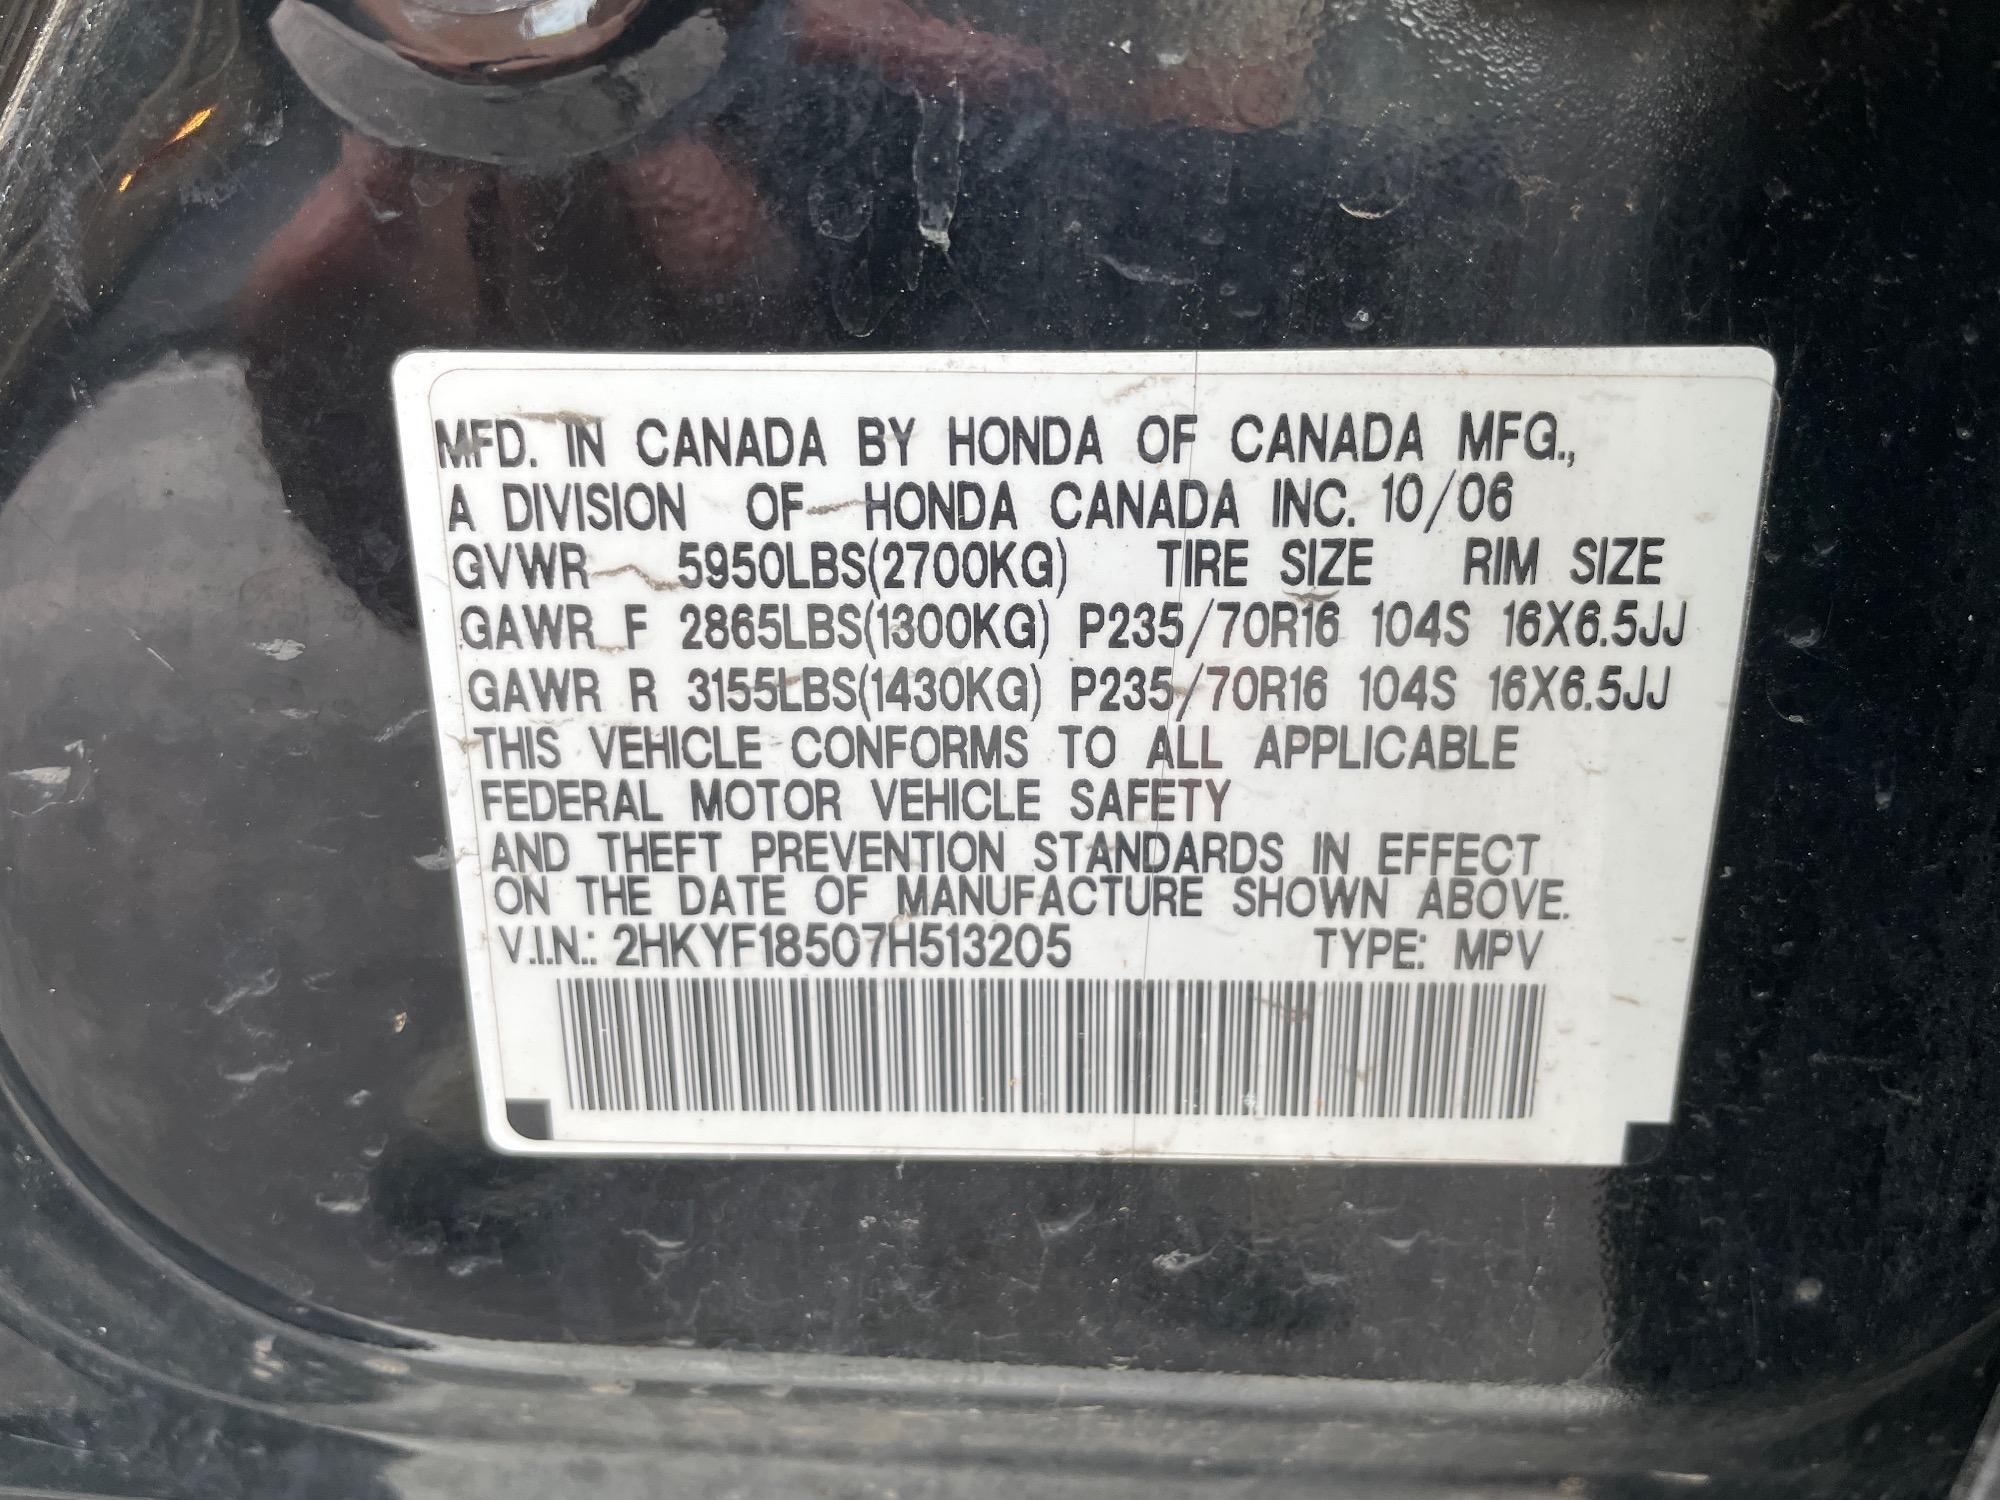 MFD. IN CANADA BY HONDA OF CANADA MFG.,
A DIVISION OF HONDA CANADA INC. 10/06
GVWR 5950LBS(2700KG) TIRE SIZE RIM SIZE
GAWR F 2865LBS(1300KG) P235/70R16 104S 16X6.5JJ
GAWR R 3155LBS(1430KG) P235/70R16 104S 16X6.5JJ
THIS VEHICLE CONFORMS TO ALL APPLICABLE
FEDERAL MOTOR VEHICLE SAFETY
AND THEFT PREVENTION STANDARDS IN EFFECT
ON THE DATE OF MANUFACTURE SHOWN ABOVE.
V.I.N.: 2HKYF18507H513205 TYPE: MPV